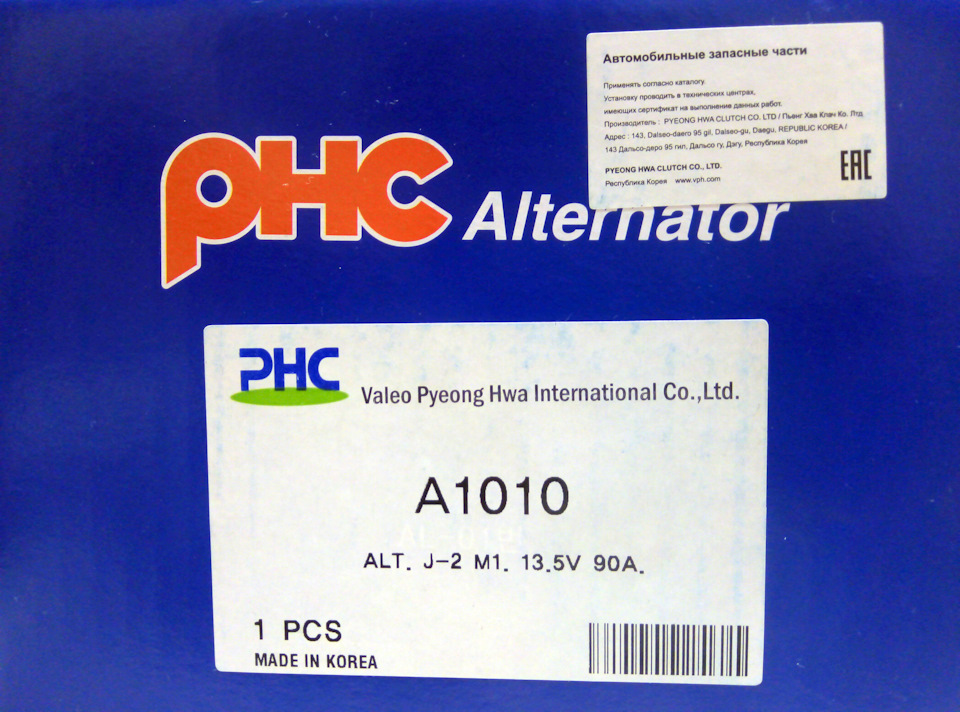 Автомобильные запасные части
Применять согласно каталогу.
Установку проводить в технических центрах,
имеющих сертификат на выполнение данных работ.
Производитель : PYEONG HWA CLUTCH CO. LTD / Пьенг Хва Клач Ко. Лтд
Адрес : 143, Dalseo-daero 95 gil, Dalseo-gu, Daegu, REPUBLIC KOREA /
143 Дальсо-деро 95 гил, Дальсо гу, Дэгу, Республика Корея
PYEONG HWA CLUTCH CO., LTD.
Республика Корея www.vph.com
EAC
PHC Alternator
PHC
Valeo Pyeong Hwa International Co.,Ltd.
A1010
ALT. J-2 M1. 13.5V 90A.
1 PCS
MADE IN KOREA